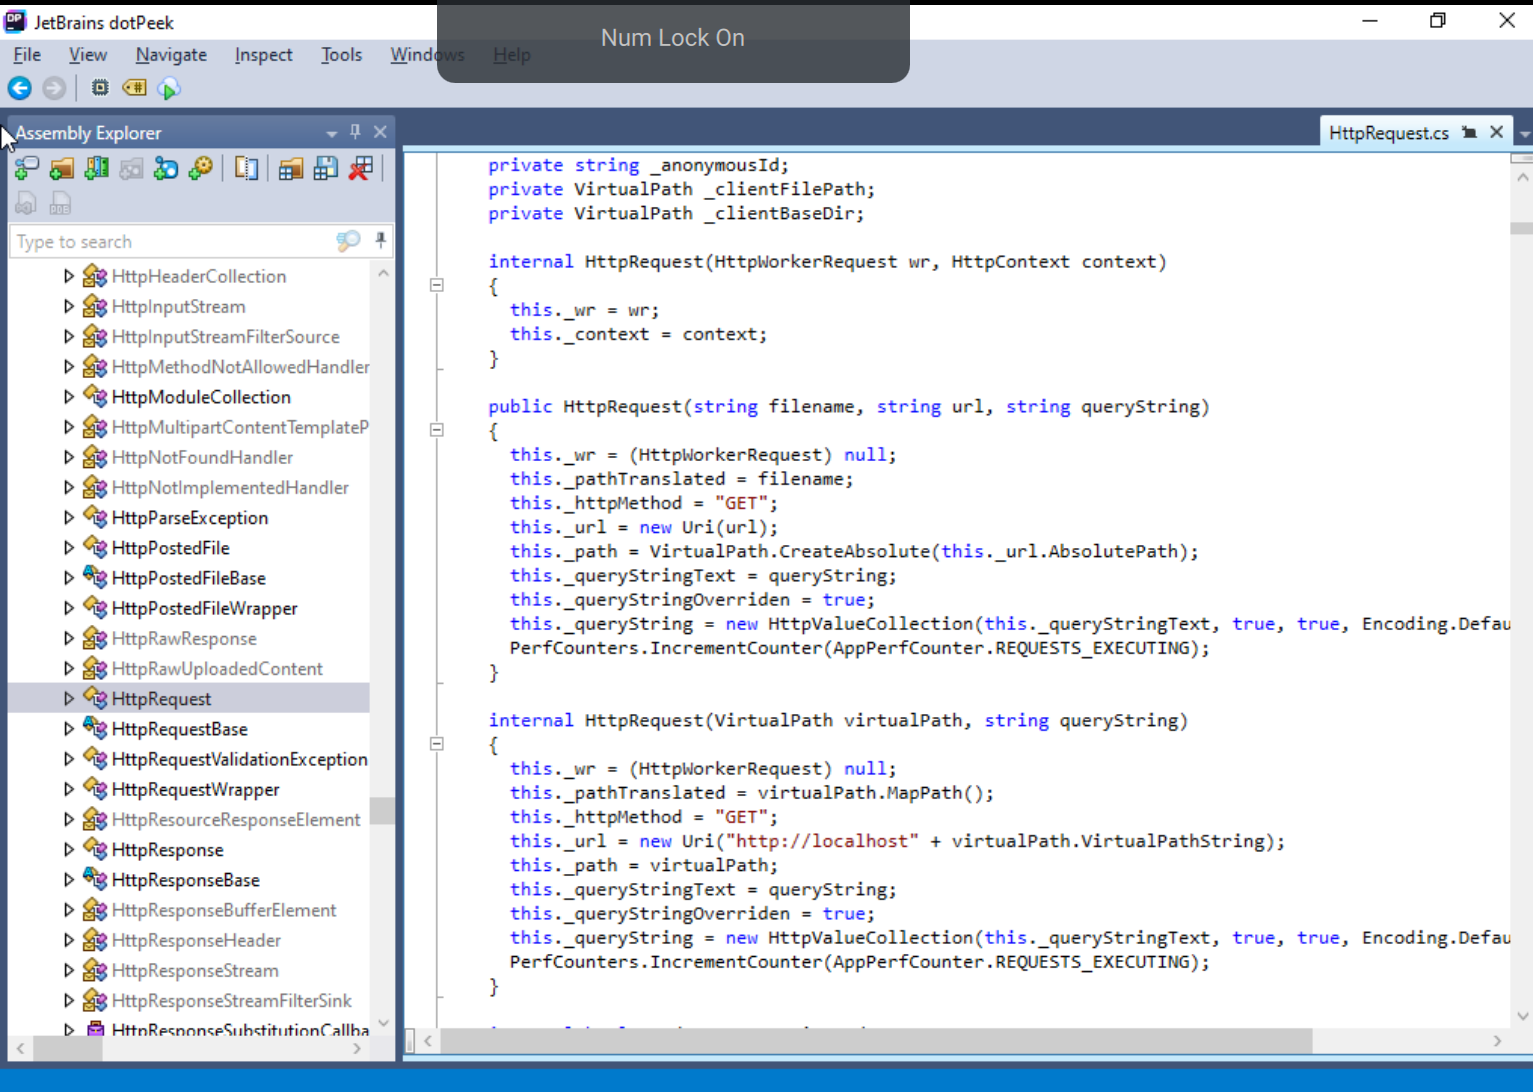 JetBrains dotPeek
Num Lock On
File View Navigate Inspect Tools Windows Help
Assembly Explorer
HttpRequest.cs
Type to search
HttpHeaderCollection
HttpInputStream
HttpInputStreamFilterSource
HttpMethodNotAllowedHandler
HttpModuleCollection
HttpMultipartContentTemplateP
HttpNotFoundHandler
HttpNotImplementedHandler
HttpParseException
HttpPostedFile
HttpPostedFileBase
HttpPostedFileWrapper
HttpRawResponse
HttpRawUploadedContent
HttpRequest
HttpRequestBase
HttpRequestValidationException
HttpRequestWrapper
HttpResourceResponseElement
HttpResponse
HttpResponseBase
HttpResponseBufferElement
HttpResponseHeader
HttpResponseStream
HttpResponseStreamFilterSink
HttpResponseSubstitutionCallba
private string _anonymousId;
private VirtualPath _clientFilePath;
private VirtualPath _clientBaseDir;
internal HttpRequest(HttpWorkerRequest wr, HttpContext context)
{
this._wr = wr;
this._context = context;
}
public HttpRequest(string filename, string url, string queryString)
{
this._wr = (HttpWorkerRequest) null;
this._pathTranslated = filename;
this._httpMethod = "GET";
this._url = new Uri(url);
this._path = VirtualPath.CreateAbsolute(this._url.AbsolutePath);
this._queryStringText = queryString;
this._queryStringOverriden = true;
this._queryString = new HttpValueCollection(this._queryStringText, true, true, Encoding.Defau
PerfCounters.IncrementCounter(AppPerfCounter.REQUESTS_EXECUTING);
}
internal HttpRequest(VirtualPath virtualPath, string queryString)
{
this._wr = (HttpWorkerRequest) null;
this._pathTranslated = virtualPath.MapPath();
this._httpMethod = "GET";
this._url = new Uri("http://localhost" + virtualPath.VirtualPathString);
this._path = virtualPath;
this._queryStringText = queryString;
this._queryStringOverriden = true;
this._queryString = new HttpValueCollection(this._queryStringText, true, true, Encoding.Defau
PerfCounters.IncrementCounter(AppPerfCounter.REQUESTS_EXECUTING);
}